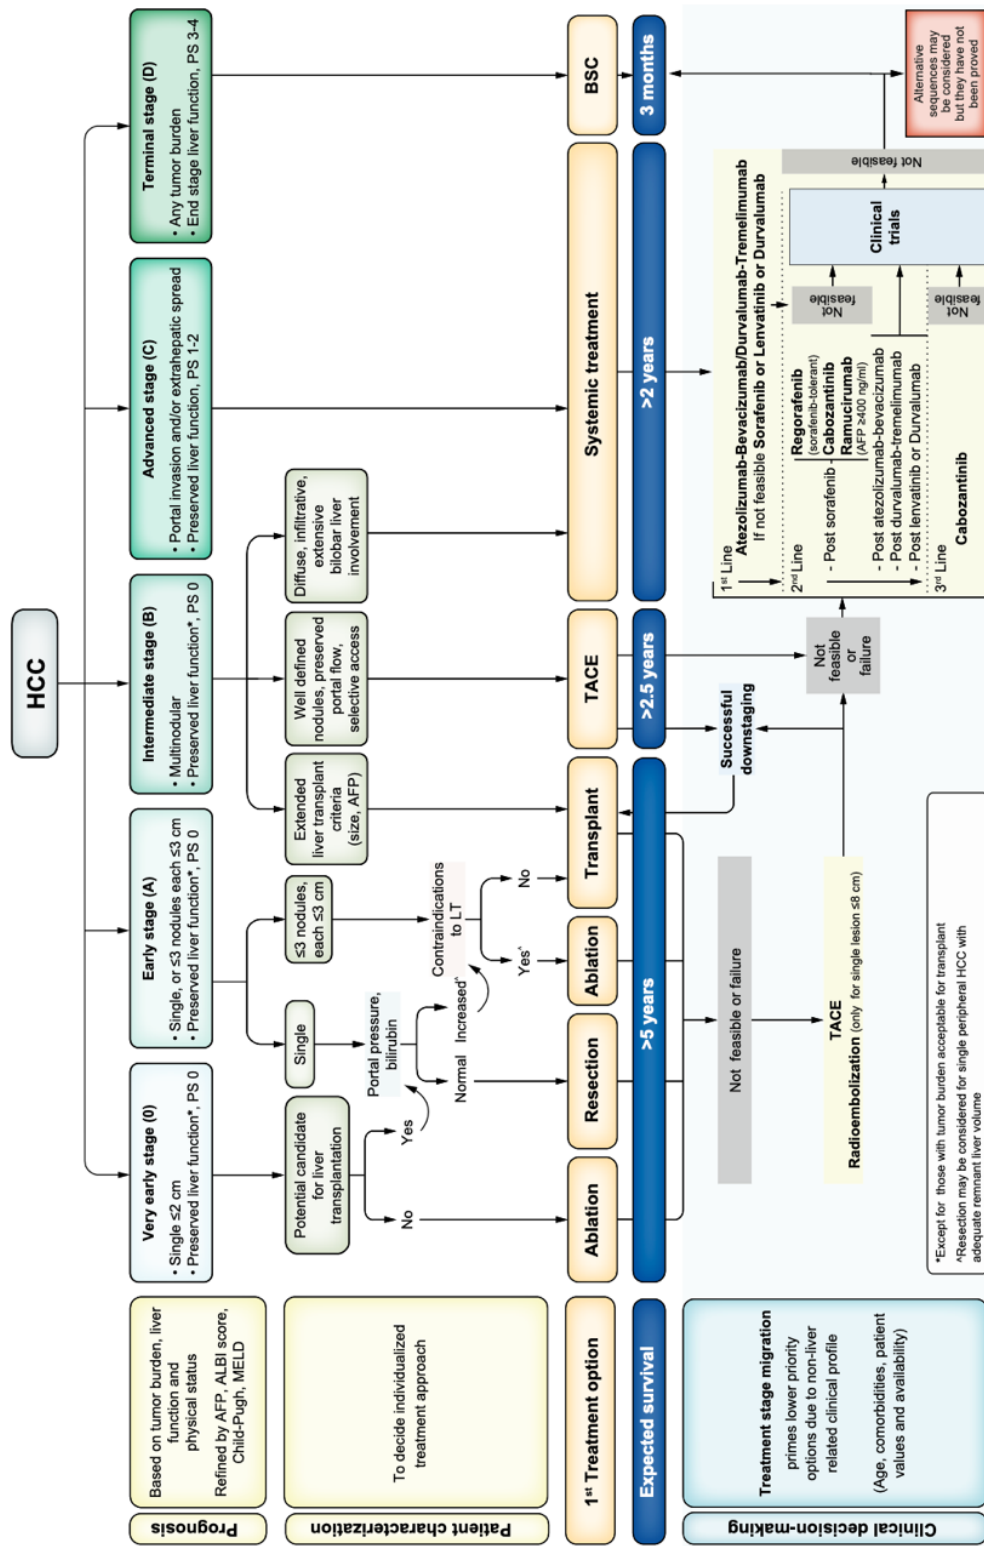 HCC
Prognosis
Based on tumor burden, liver
function and
physical status
Refined by AFP, ALBI score,
Child-Pugh, MELD
Very early stage (0)
• Single ≤2 cm
• Preserved liver function*, PS 0
Early stage (A)
• Single, or ≤3 nodules each ≤3 cm
• Preserved liver function*, PS 0
Intermediate stage (B)
• Multinodular
• Preserved liver function*, PS 0
Advanced stage (C)
• Portal invasion and/or extrahepatic spread
• Preserved liver function, PS 1-2
Terminal stage (D)
• Any tumor burden
• End stage liver function, PS 3-4
Patient characterization
To decide individualized
treatment approach
Potential candidate
for liver
transplantation
Single
≤3 nodules,
each ≤3 cm
Extended
liver transplant
criteria
(size, AFP)
Well defined
nodules, preserved
portal flow,
selective access
Diffuse, infiltrative,
extensive
bilobar liver
involvement
Portal pressure,
bilirubin
No
Yes
Normal
Increased^
Contraindications
to LT
Yes^
No
1st Treatment option
Ablation
Resection
Ablation
Transplant
TACE
Systemic treatment
BSC
Expected survival
>5 years
>2.5 years
>2 years
3 months
Clinical decision-making
Treatment stage migration
primes lower priority
options due to non-liver
related clinical profile
(Age, comorbidities, patient
values and availability)
Not feasible or failure
TACE
Radioembolization (only for single lesion ≤8 cm)
Successful
downstaging
Not
feasible
or
failure
1st Line
Atezolizumab-Bevacizumab/Durvalumab-Tremelimumab
If not feasible Sorafenib or Lenvatinib or Durvalumab
2nd Line
- Post sorafenib -
Regorafenib
(sorafenib-tolerant)
Cabozantinib
Ramucirumab
(AFP ≥400 ng/ml)
- Post atezolizumab-bevacizumab
- Post durvalumab-tremelimumab
- Post lenvatinib or Durvalumab
3rd Line
Cabozantinib
Not
feasible
Not
feasible
Clinical
trials
Not feasible
Alternative
sequences may
be considered
but they have not
been proved
*Except for those with tumor burden acceptable for transplant
^Resection may be considered for single peripheral HCC with
adequate remnant liver volume